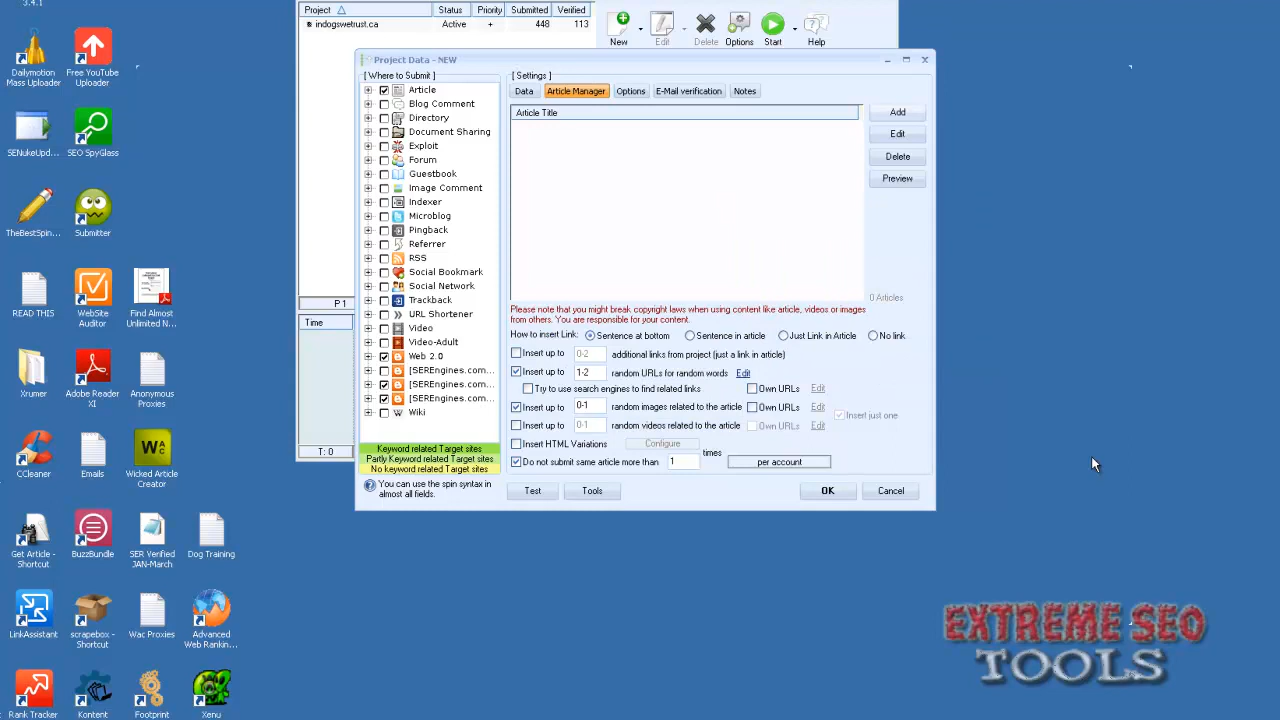 3.4.1
Project
Status
Priority
Submitted
Verified
indogswetrust.ca
Active
+
448
113
New
Edit
Delete
Options
Start
Help
Project Data - NEW
[ Where to Submit ]
Article
Blog Comment
Directory
Document Sharing
Exploit
Forum
Guestbook
Image Comment
Indexer
Microblog
Pingback
Referrer
RSS
Social Bookmark
Social Network
Trackback
URL Shortener
Video
Video-Adult
Web 2.0
[SEREngines.com...
[SEREngines.com...
[SEREngines.com...
Wiki
Keyword related Target sites
Partly Keyword related Target sites
No keyword related Target sites
You can use the spin syntax in
almost all fields.
[ Settings ]
Data
Article Manager
Options
E-Mail verification
Notes
Article Title
Add
Edit
Delete
Preview
0 Articles
Please note that you might break copyright laws when using content like article, videos or images
from others. You are responsible for your content.
How to insert Link:
Sentence at bottom
Sentence in article
Just Link in Article
No link
Insert up to 0-2 additional links from project (just a link in article)
Insert up to 1-2 random URLs for random words Edit
Try to use search engines to find related links
Own URLs Edit
Insert up to 0-1 random images related to the article
Own URLs Edit
Insert just one
Insert up to 0-1 random videos related to the article
Own URLs Edit
Insert HTML Variations
Configure
Do not submit same article more than 1 times
per account
Test
Tools
OK
Cancel
P 1
Time
T: 0
Dailymotion
Mass Uploader
Free YouTube
Uploader
SENukeUpd...
SEO SpyGlass
TheBestSpin...
Submitter
READ THIS
WebSite
Auditor
Find Almost
Unlimited N...
Xrumer
Adobe Reader
XI
Anonymous
Proxies
CCleaner
Emails
WAC
Wicked Article
Creator
Get Article -
Shortcut
BuzzBundle
SER Verified
JAN-March
Dog Training
LinkAssistant
scrapebox -
Shortcut
Wac Proxies
Advanced
Web Rankin...
Rank Tracker
Kontent
Footprint
Xenu
EXTREME SEO
TOOLS